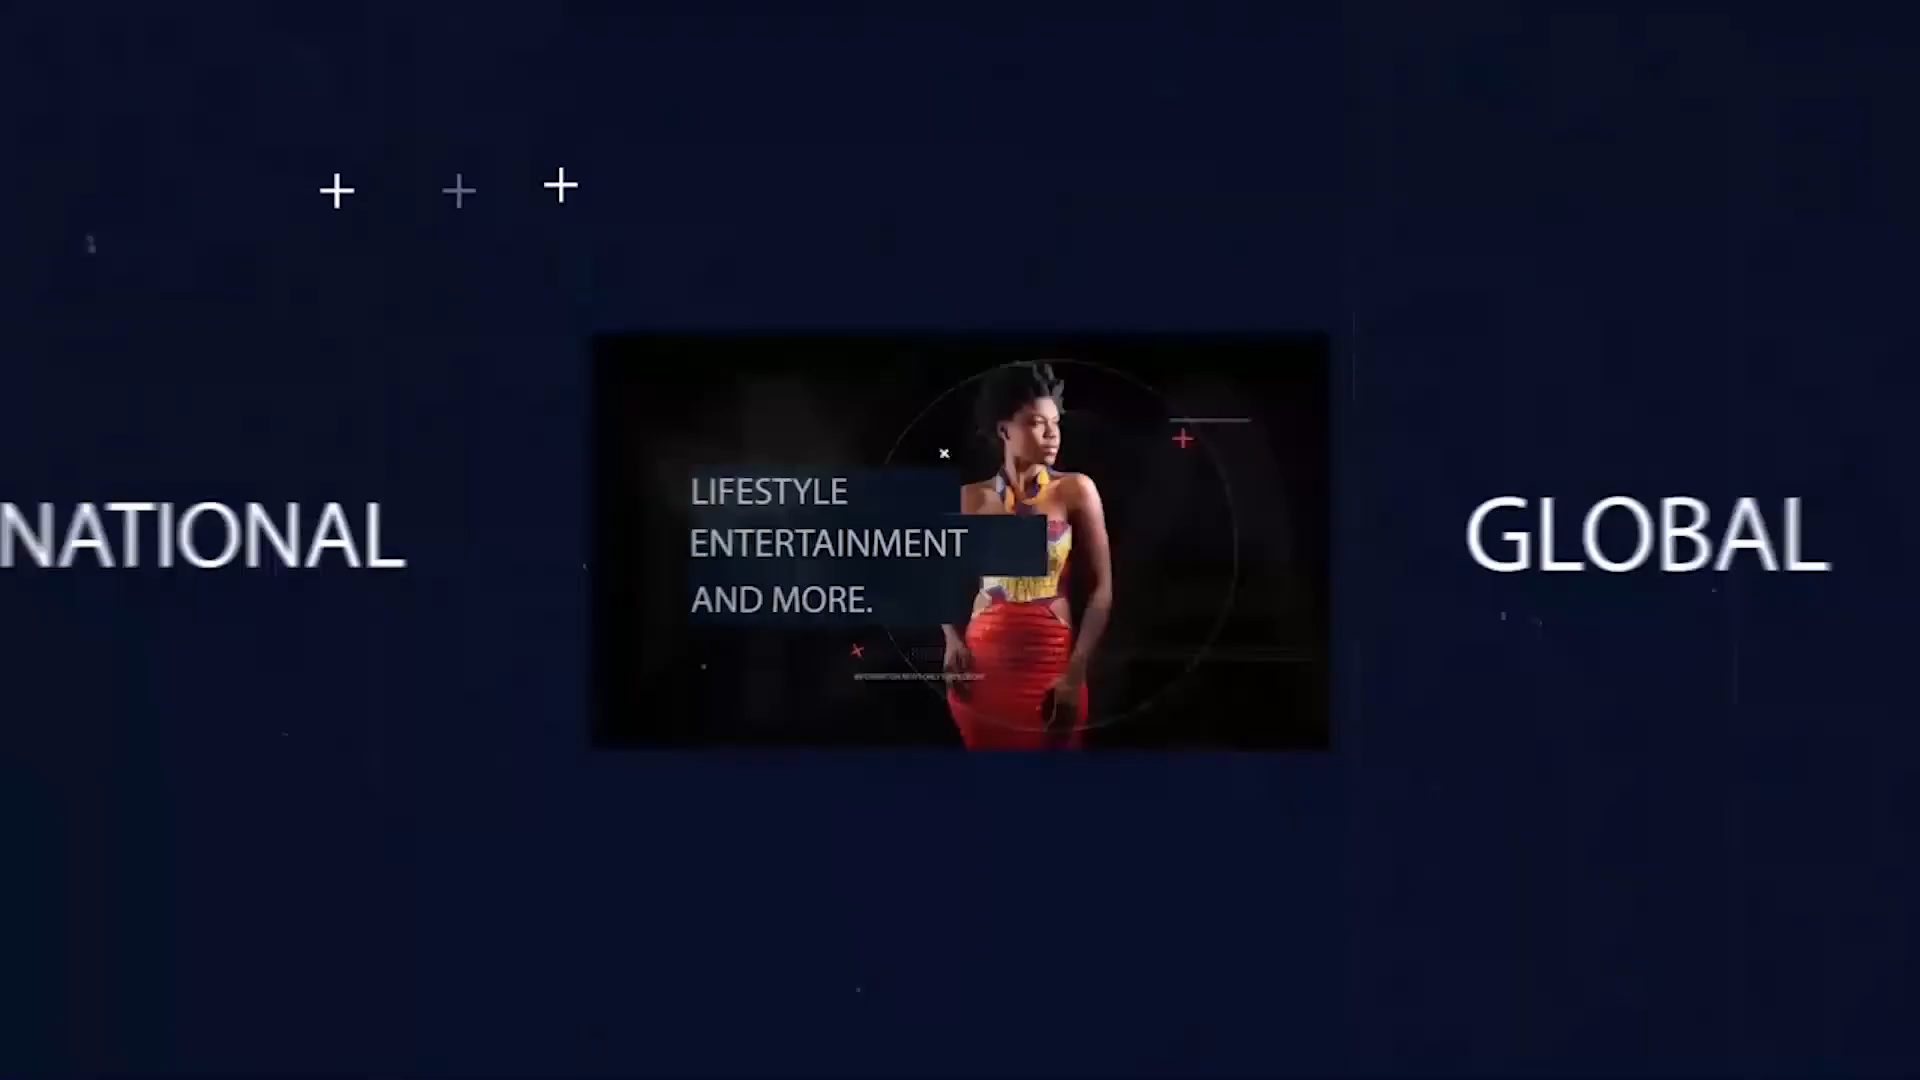 NATIONAL
LIFESTYLE
ENTERTAINMENT
AND MORE.
GLOBAL